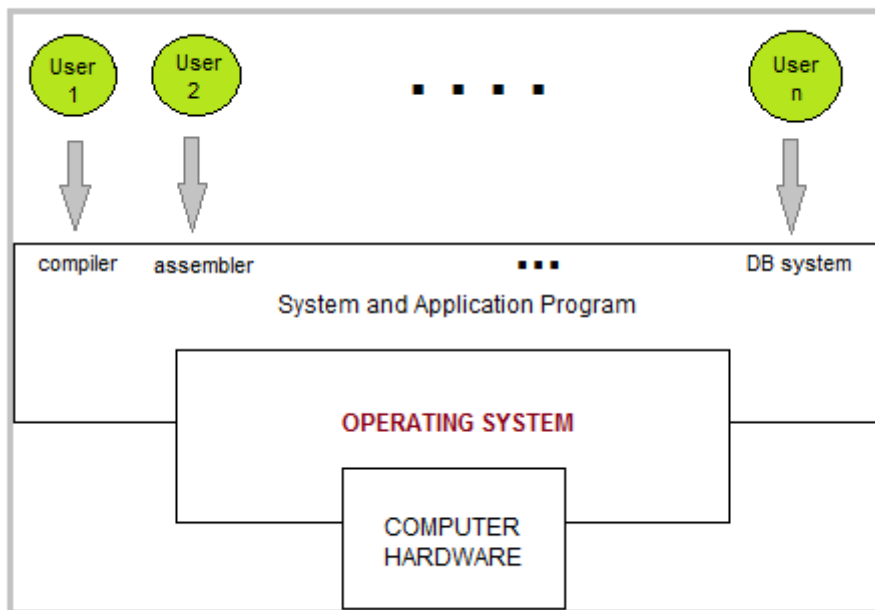 User
1
User
2
. . . .
User
n
compiler
assembler
...
DB system
System and Application Program
OPERATING SYSTEM
COMPUTER
HARDWARE